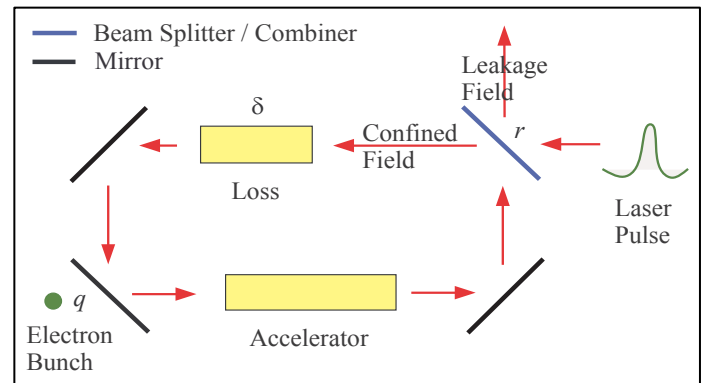 Beam Splitter / Combiner
Mirror
Leakage
Field
δ
r
Confined
Field
Loss
Laser
Pulse
q
Electron
Bunch
Accelerator